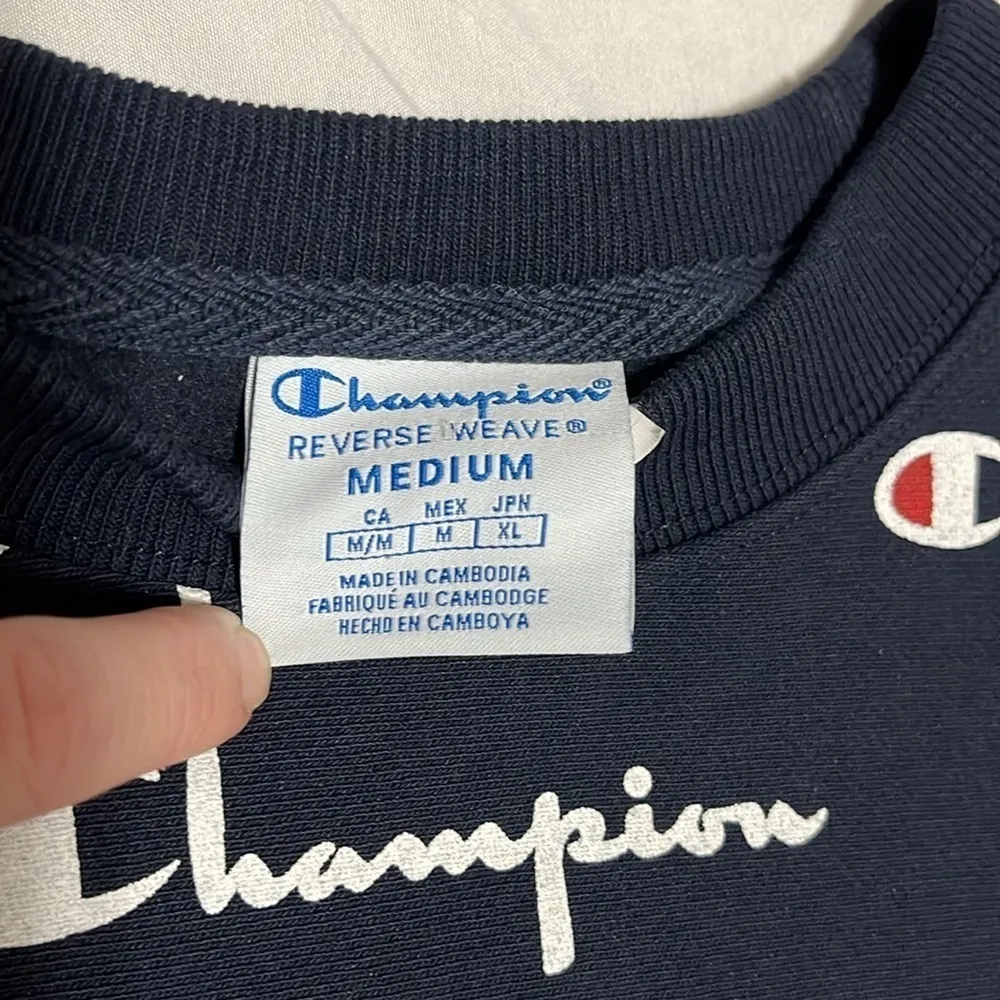 Champion®
REVERSE WEAVE®
MEDIUM
CA MEX JPN
M/M M XL
MADE IN CAMBODIA
FABRIQUÉ AU CAMBODGE
HECHO EN CAMBOYA
C
Champion